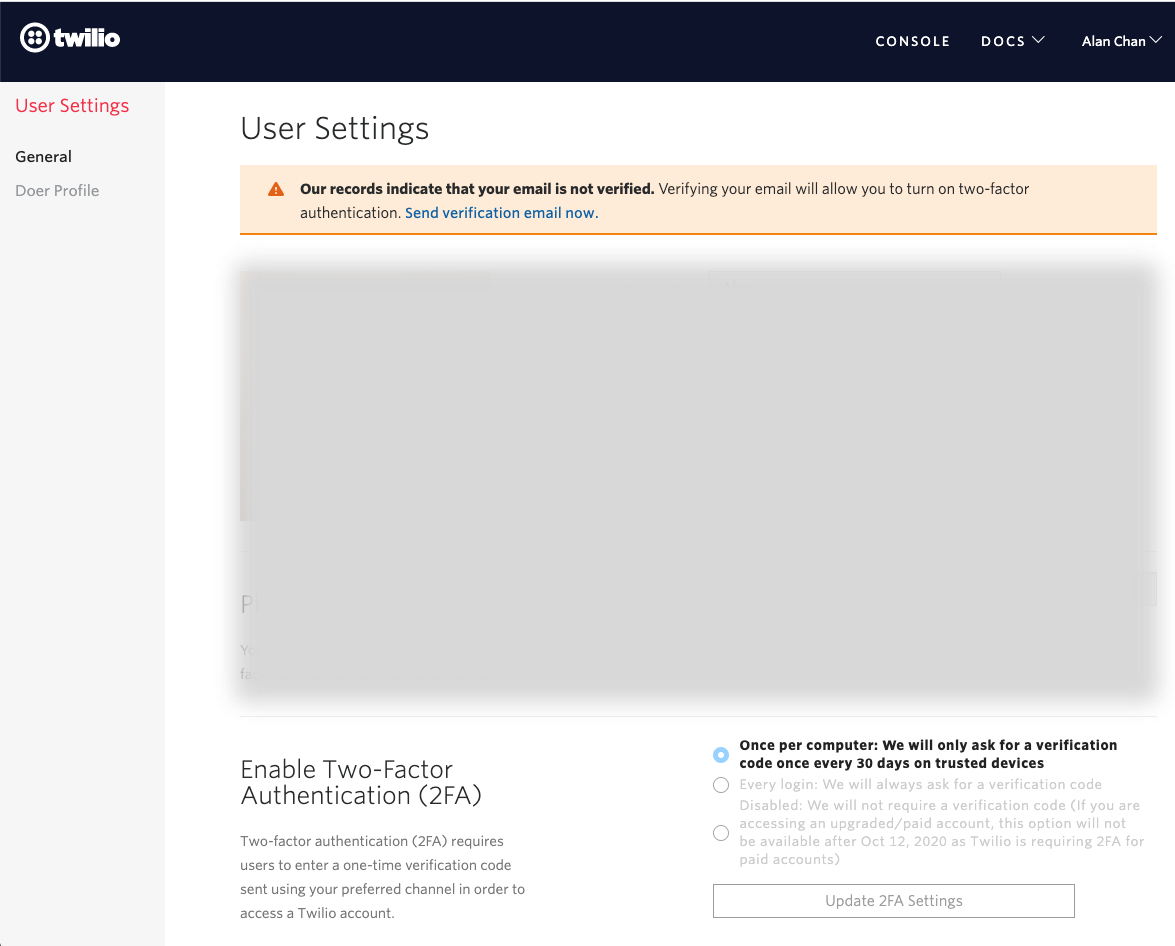 twilio
CONSOLE DOCS Alan Chan
User Settings
General
Doer Profile
User Settings
Our records indicate that your email is not verified. Verifying your email will allow you to turn on two-factor
authentication. Send verification email now.
Enable Two-Factor
Authentication (2FA)
Two-factor authentication (2FA) requires
users to enter a one-time verification code
sent using your preferred channel in order to
access a Twilio account.
Once per computer: We will only ask for a verification
code once every 30 days on trusted devices
Every login: We will always ask for a verification code
Disabled: We will not require a verification code (If you are
accessing an upgraded/paid account, this option will not
be available after Oct 12, 2020 as Twilio is requiring 2FA for
paid accounts)
Update 2FA Settings